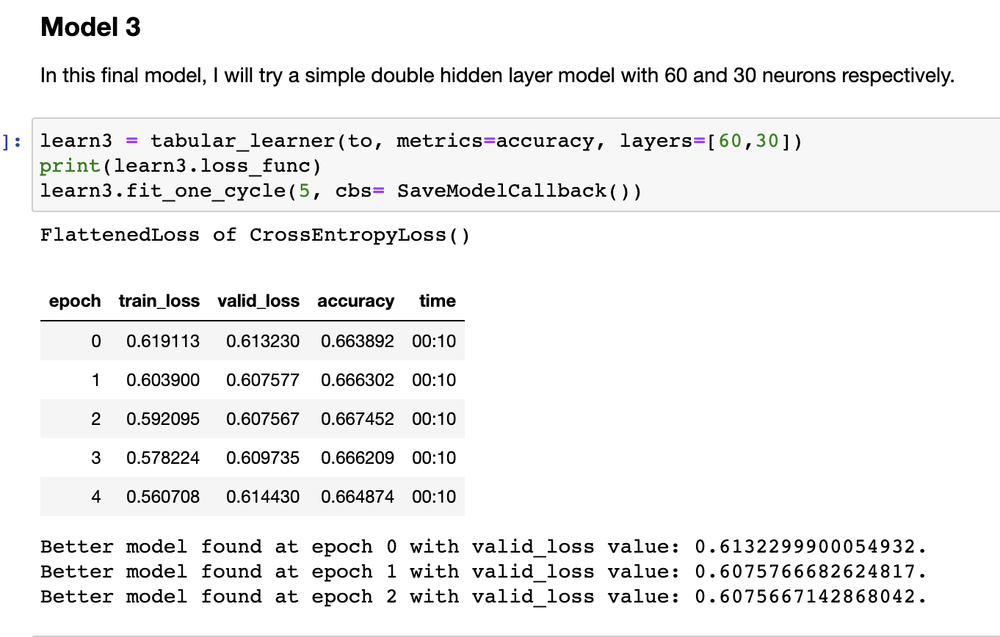 Model 3
In this final model, I will try a simple double hidden layer model with 60 and 30 neurons respectively.
]: learn3 = tabular_learner(to, metrics=accuracy, layers=[60,30])
print(learn3.loss_func)
learn3.fit_one_cycle(5, cbs= SaveModelCallback())
FlattenedLoss of CrossEntropyLoss()
epoch train_loss valid_loss accuracy time
0 0.619113 0.613230 0.663892 00:10
1 0.603900 0.607577 0.666302 00:10
2 0.592095 0.607567 0.667452 00:10
3 0.578224 0.609735 0.666209 00:10
4 0.560708 0.614430 0.664874 00:10
Better model found at epoch 0 with valid_loss value: 0.6132299900054932.
Better model found at epoch 1 with valid_loss value: 0.6075766682624817.
Better model found at epoch 2 with valid_loss value: 0.6075667142868042.